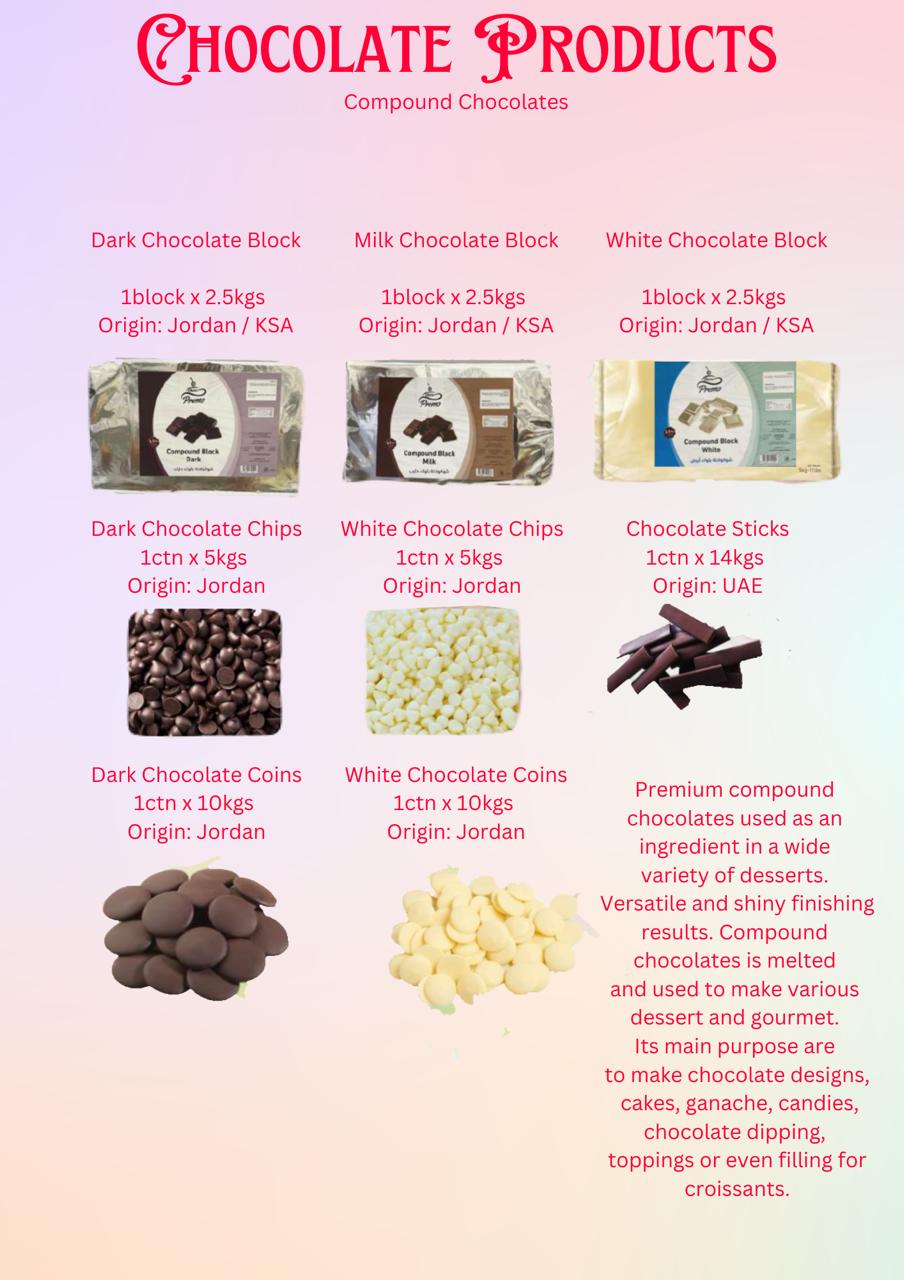 Chocolate Products
Compound Chocolates
Dark Chocolate Block
1block x 2.5kgs
Origin: Jordan / KSA
Milk Chocolate Block
1block x 2.5kgs
Origin: Jordan / KSA
White Chocolate Block
1block x 2.5kgs
Origin: Jordan / KSA
Premo
Compound Block
Dark
Premo
Compound Block
Milk
Premo
Compound Block
White
Dark Chocolate Chips
1ctn x 5kgs
Origin: Jordan
White Chocolate Chips
1ctn x 5kgs
Origin: Jordan
Chocolate Sticks
1ctn x 14kgs
Origin: UAE
Dark Chocolate Coins
1ctn x 10kgs
Origin: Jordan
White Chocolate Coins
1ctn x 10kgs
Origin: Jordan
Premium compound
chocolates used as an
ingredient in a wide
variety of desserts.
Versatile and shiny finishing
results. Compound
chocolates is melted
and used to make various
dessert and gourmet.
Its main purpose are
to make chocolate designs,
cakes, ganache, candies,
chocolate dipping,
toppings or even filling for
croissants.